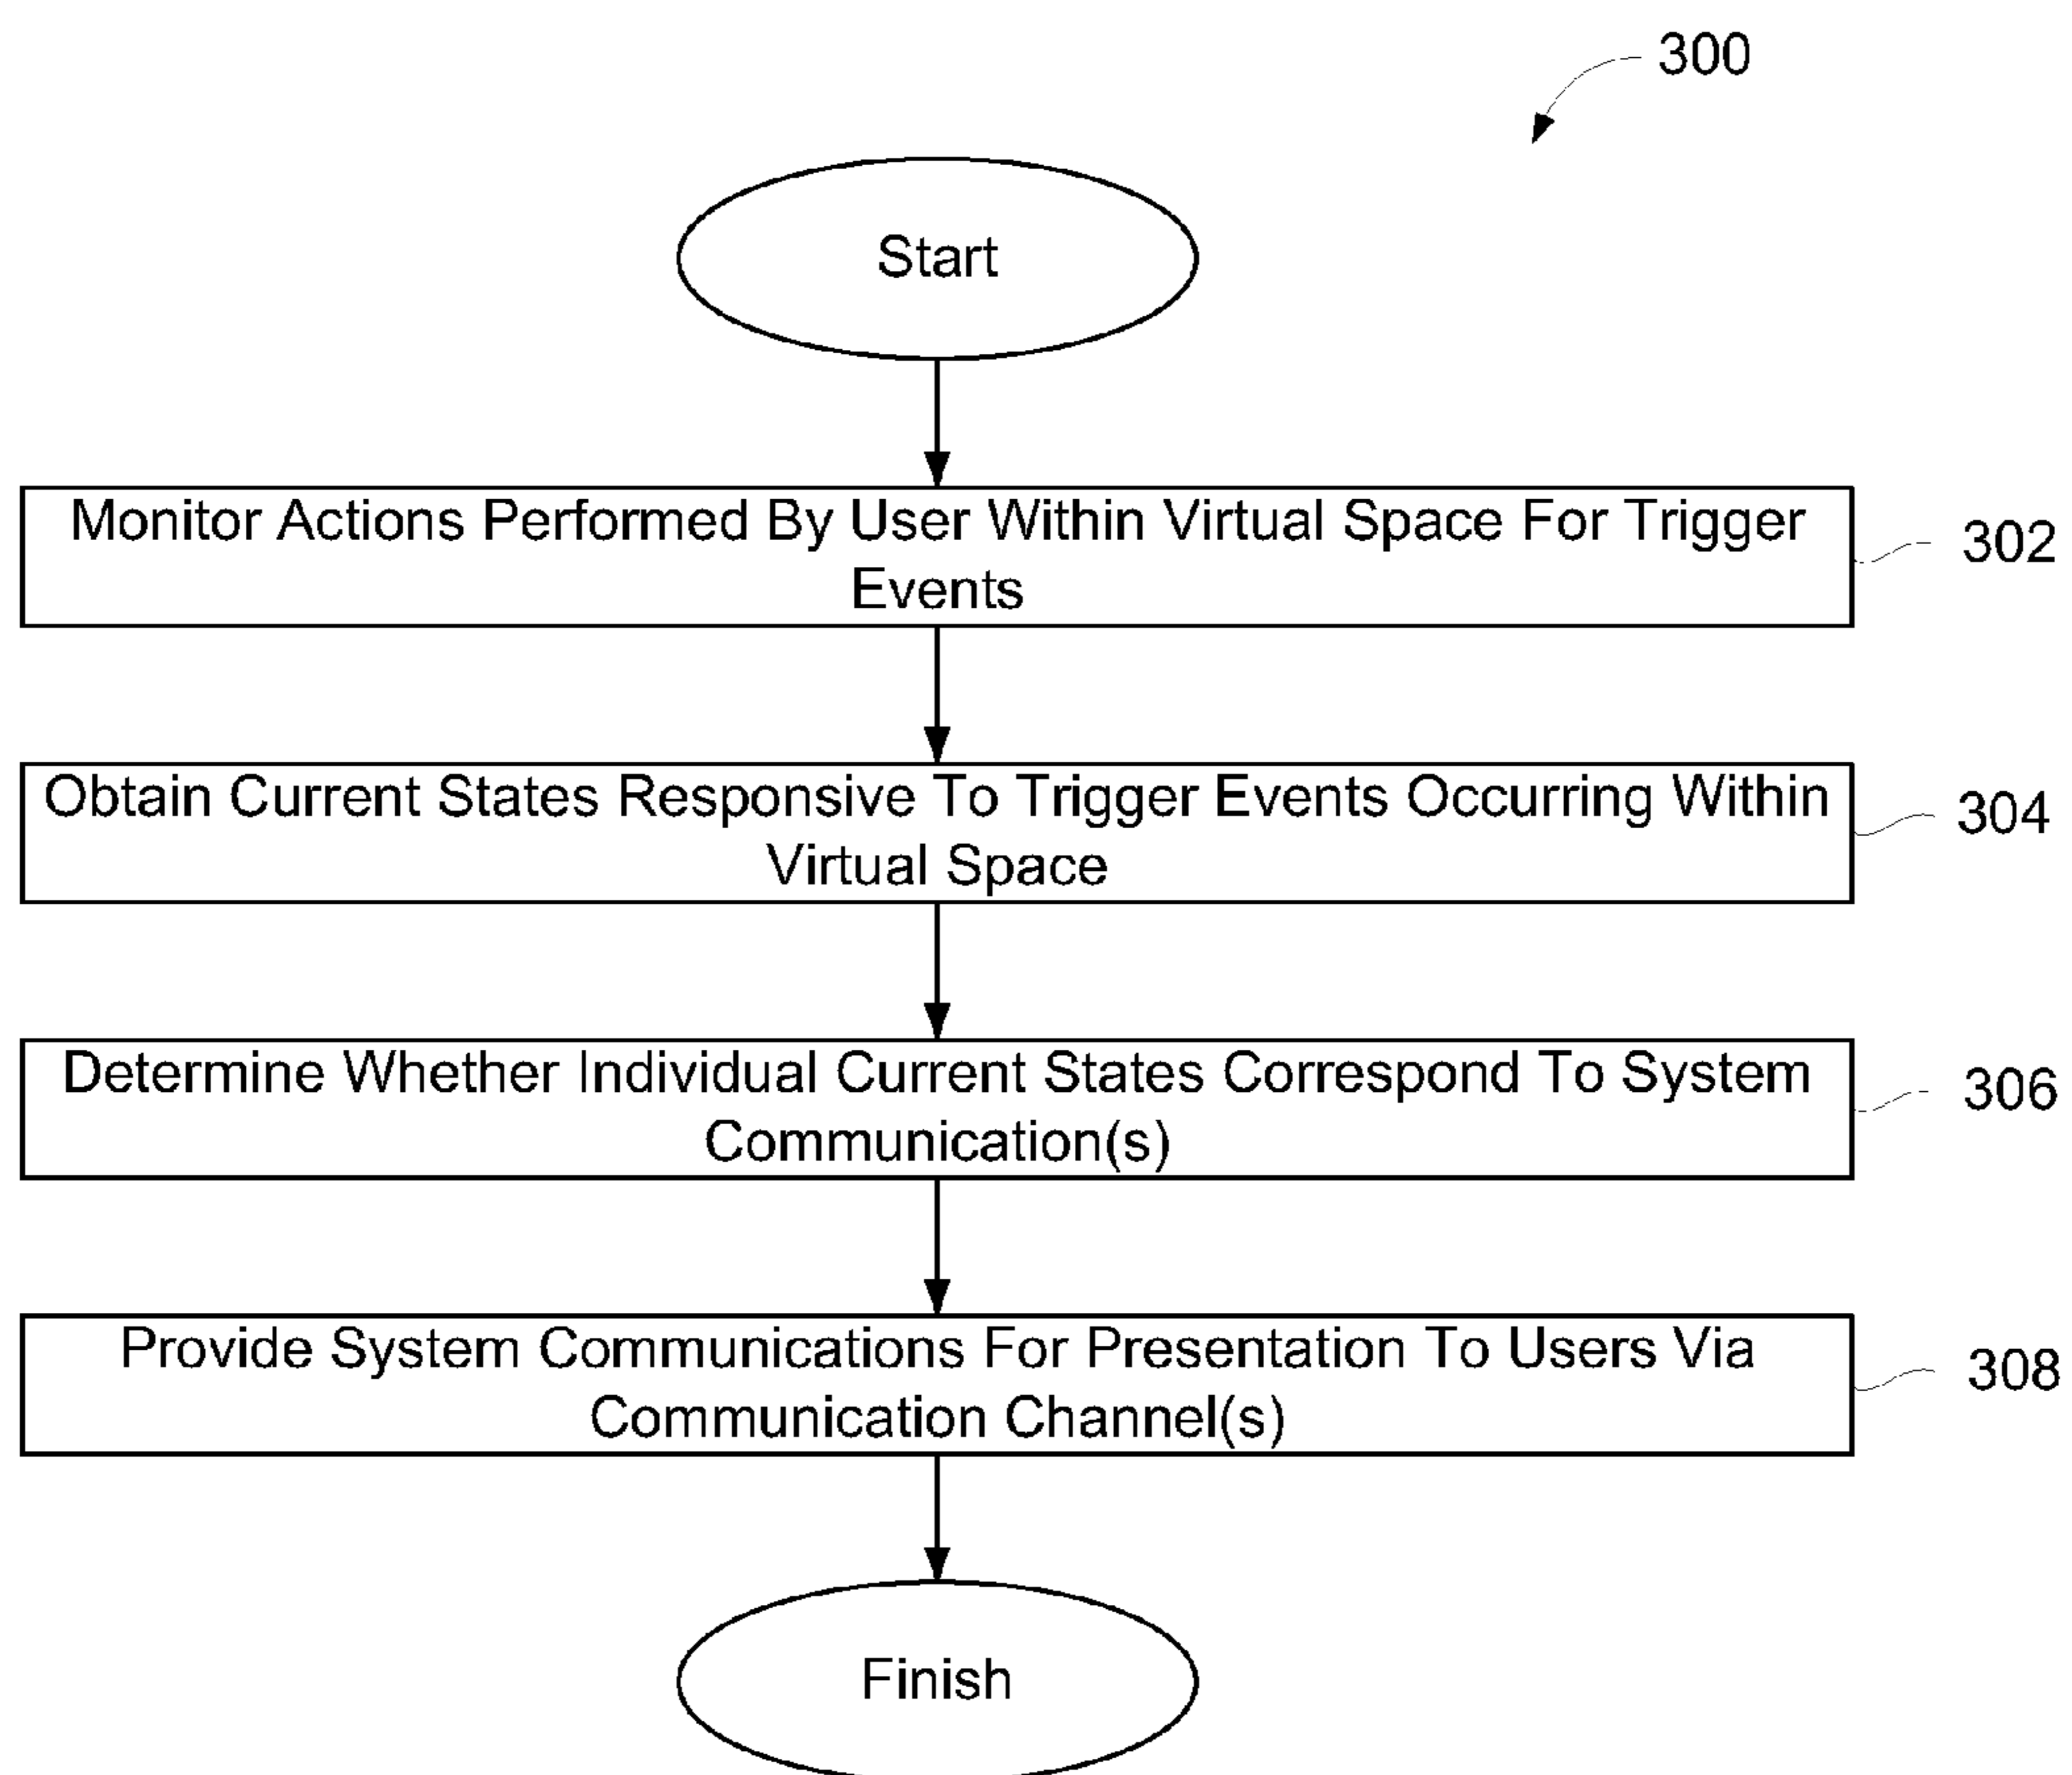 300
Start
Monitor Actions Performed By User Within Virtual Space For Trigger
Events
302
Obtain Current States Responsive To Trigger Events Occurring Within
Virtual Space
304
Determine Whether Individual Current States Correspond To System
Communication(s)
306
Provide System Communications For Presentation To Users Via
Communication Channel(s)
308
Finish